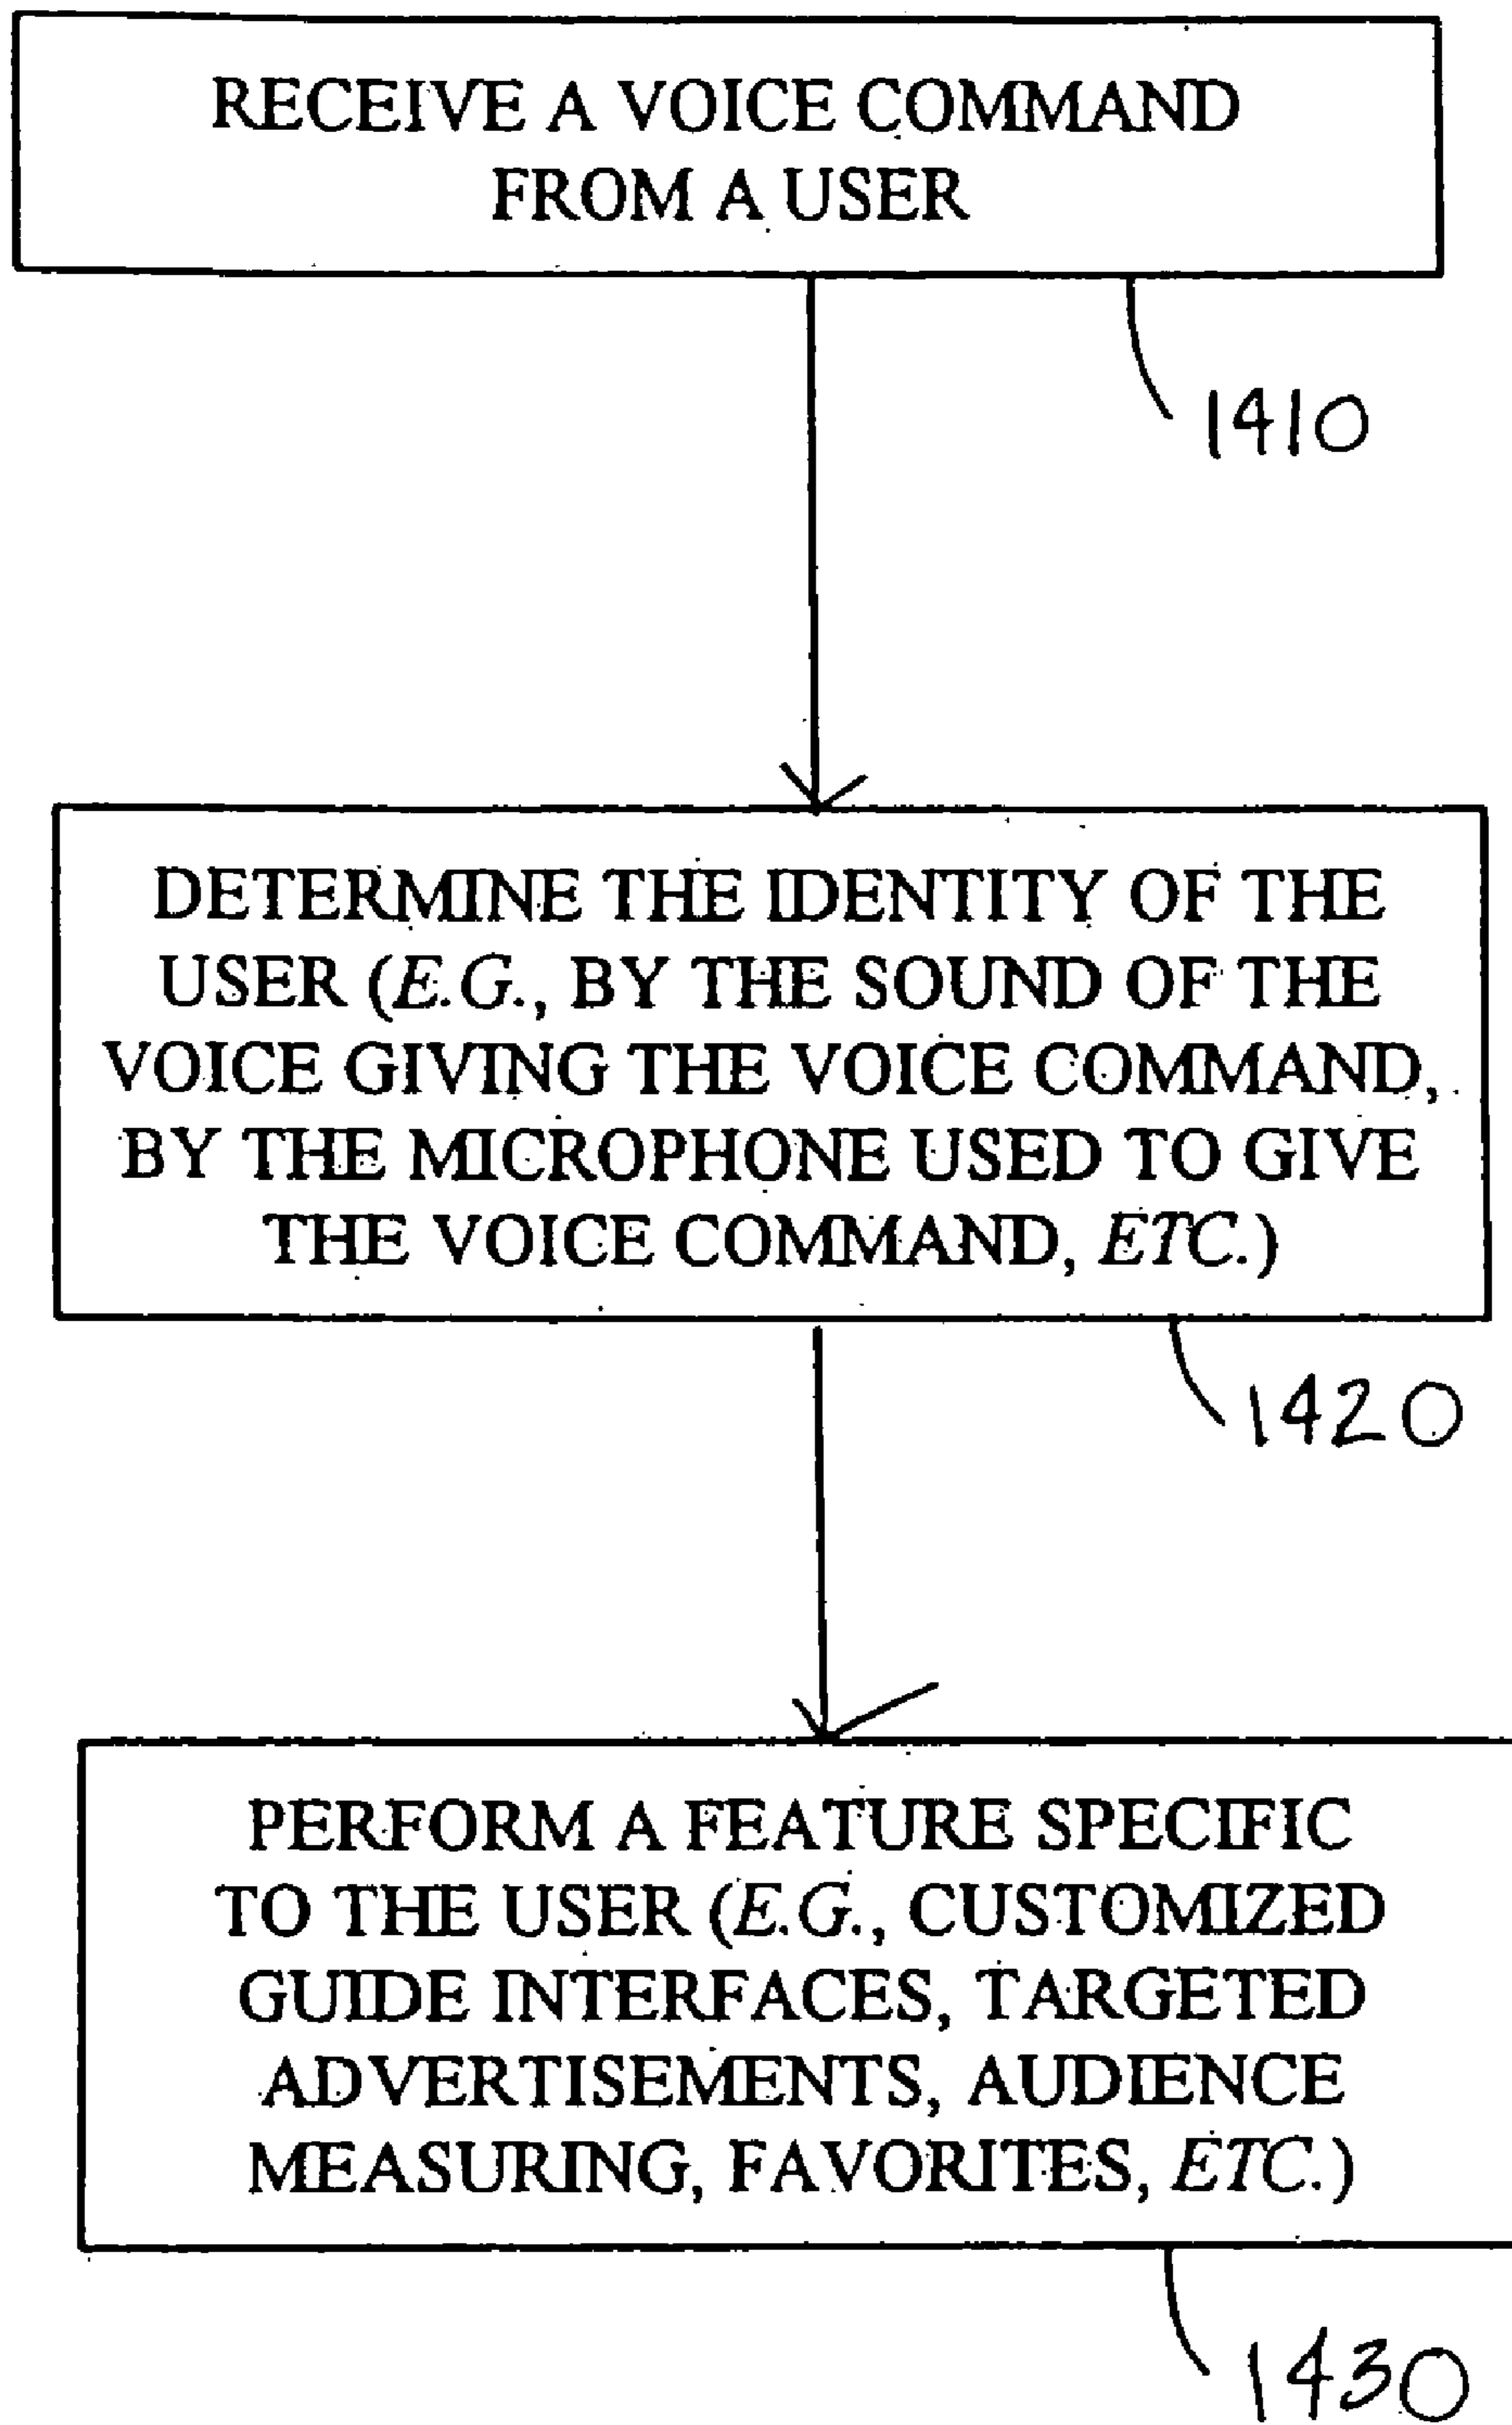 RECEIVE A VOICE COMMAND
FROM A USER
1410
DETERMINE THE IDENTITY OF THE
USER (E.G., BY THE SOUND OF THE
VOICE GIVING THE VOICE COMMAND,
BY THE MICROPHONE USED TO GIVE
THE VOICE COMMAND, ETC.)
1420
PERFORM A FEATURE SPECIFIC
TO THE USER (E.G., CUSTOMIZED
GUIDE INTERFACES, TARGETED
ADVERTISEMENTS, AUDIENCE
MEASURING, FAVORITES, ETC.)
1430